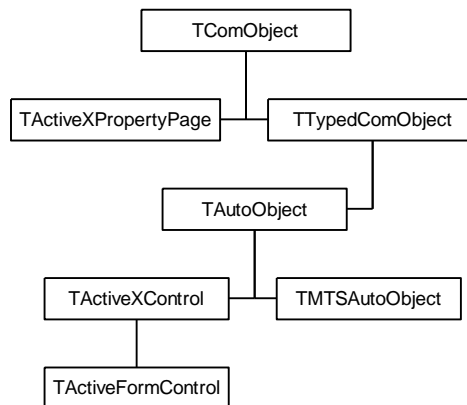 TComObject
TActiveXPropertyPage
TTypedComObject
TAutoObject
TActiveXControl
TMTSAutoObject
TActiveFormControl